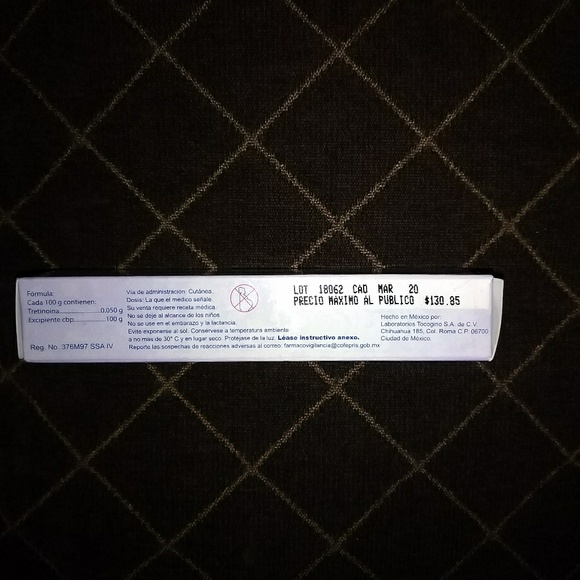 Fórmula:
Cada 100 g contienen:
Tretinoina..............0.050 g
Excipiente cbp..............100 g
Reg. No. 376M97 SSA IV
Vía de administración: Cutánea.
Dosis: La que el médico señale.
Su venta requiere receta médica.
No se deje al alcance de los niños
No se use en el embarazo y la lactancia.
Evite exponerse al sol. Consérvese a temperatura ambiente
a no más de 30° C y en lugar seco. Protéjase de la luz. Léase instructivo anexo.
Reporte las sospechas de reacciones adversas al correo: farmacovigilancia@cofepris.gob.mx
LOT 18062 CAD MAR 20
PRECIO MAXIMO AL PUBLICO $130.85
Hecho en México por:
Laboratorios Tocogino S.A. de C.V.
Chihuahua 185, Col. Roma C.P. 06700
Ciudad de México.